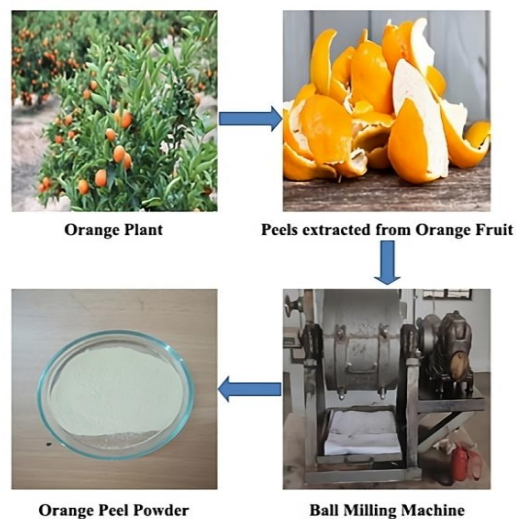 Orange Plant
Peels extracted from Orange Fruit
Orange Peel Powder
Ball Milling Machine